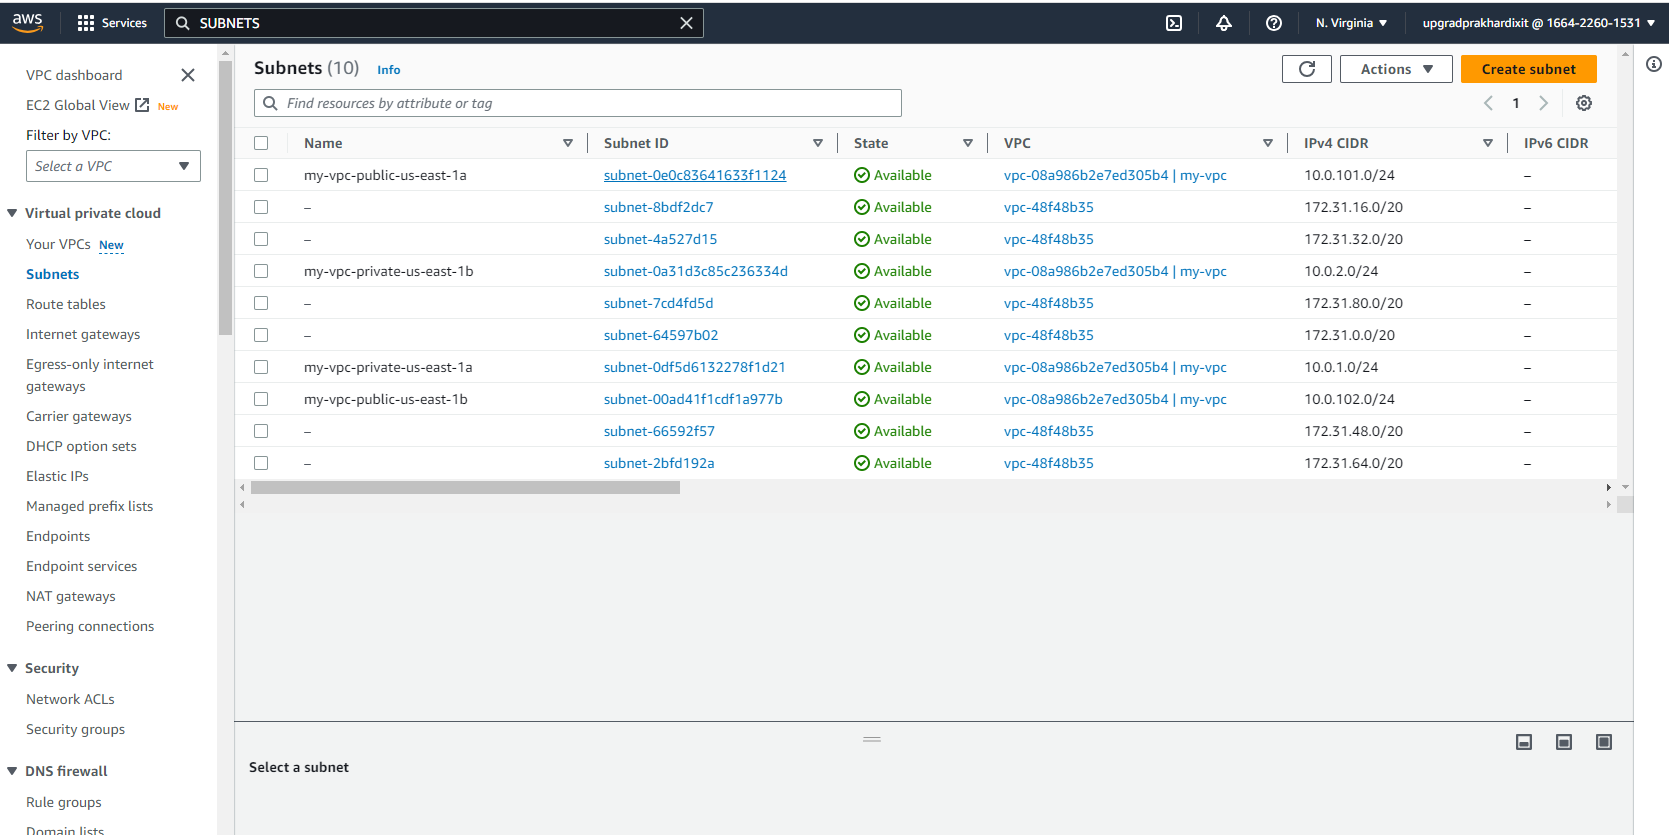 aws Services SUBNETS N. Virginia upgradprakhardixit @ 1664-2260-1531
VPC dashboard
EC2 Global View New
Filter by VPC:
Select a VPC
Virtual private cloud
Your VPCs New
Subnets
Route tables
Internet gateways
Egress-only internet
gateways
Carrier gateways
DHCP option sets
Elastic IPs
Managed prefix lists
Endpoints
Endpoint services
NAT gateways
Peering connections
Security
Network ACLs
Security groups
DNS firewall
Rule groups
Domain lists
Subnets (10) Info Actions Create subnet
Find resources by attribute or tag 1
Name Subnet ID State VPC IPv4 CIDR IPv6 CIDR
my-vpc-public-us-east-1a subnet-0e0c83641633f1124 Available vpc-08a986b2e7ed305b4 | my-vpc 10.0.101.0/24 –
– subnet-8bdf2dc7 Available vpc-48f48b35 172.31.16.0/20 –
– subnet-4a527d15 Available vpc-48f48b35 172.31.32.0/20 –
my-vpc-private-us-east-1b subnet-0a31d3c85c236334d Available vpc-08a986b2e7ed305b4 | my-vpc 10.0.2.0/24 –
– subnet-7cd4fd5d Available vpc-48f48b35 172.31.80.0/20 –
– subnet-64597b02 Available vpc-48f48b35 172.31.0.0/20 –
my-vpc-private-us-east-1a subnet-0df5d6132278f1d21 Available vpc-08a986b2e7ed305b4 | my-vpc 10.0.1.0/24 –
my-vpc-public-us-east-1b subnet-00ad41f1cdf1a977b Available vpc-08a986b2e7ed305b4 | my-vpc 10.0.102.0/24 –
– subnet-66592f57 Available vpc-48f48b35 172.31.48.0/20 –
– subnet-2bfd192a Available vpc-48f48b35 172.31.64.0/20 –
Select a subnet